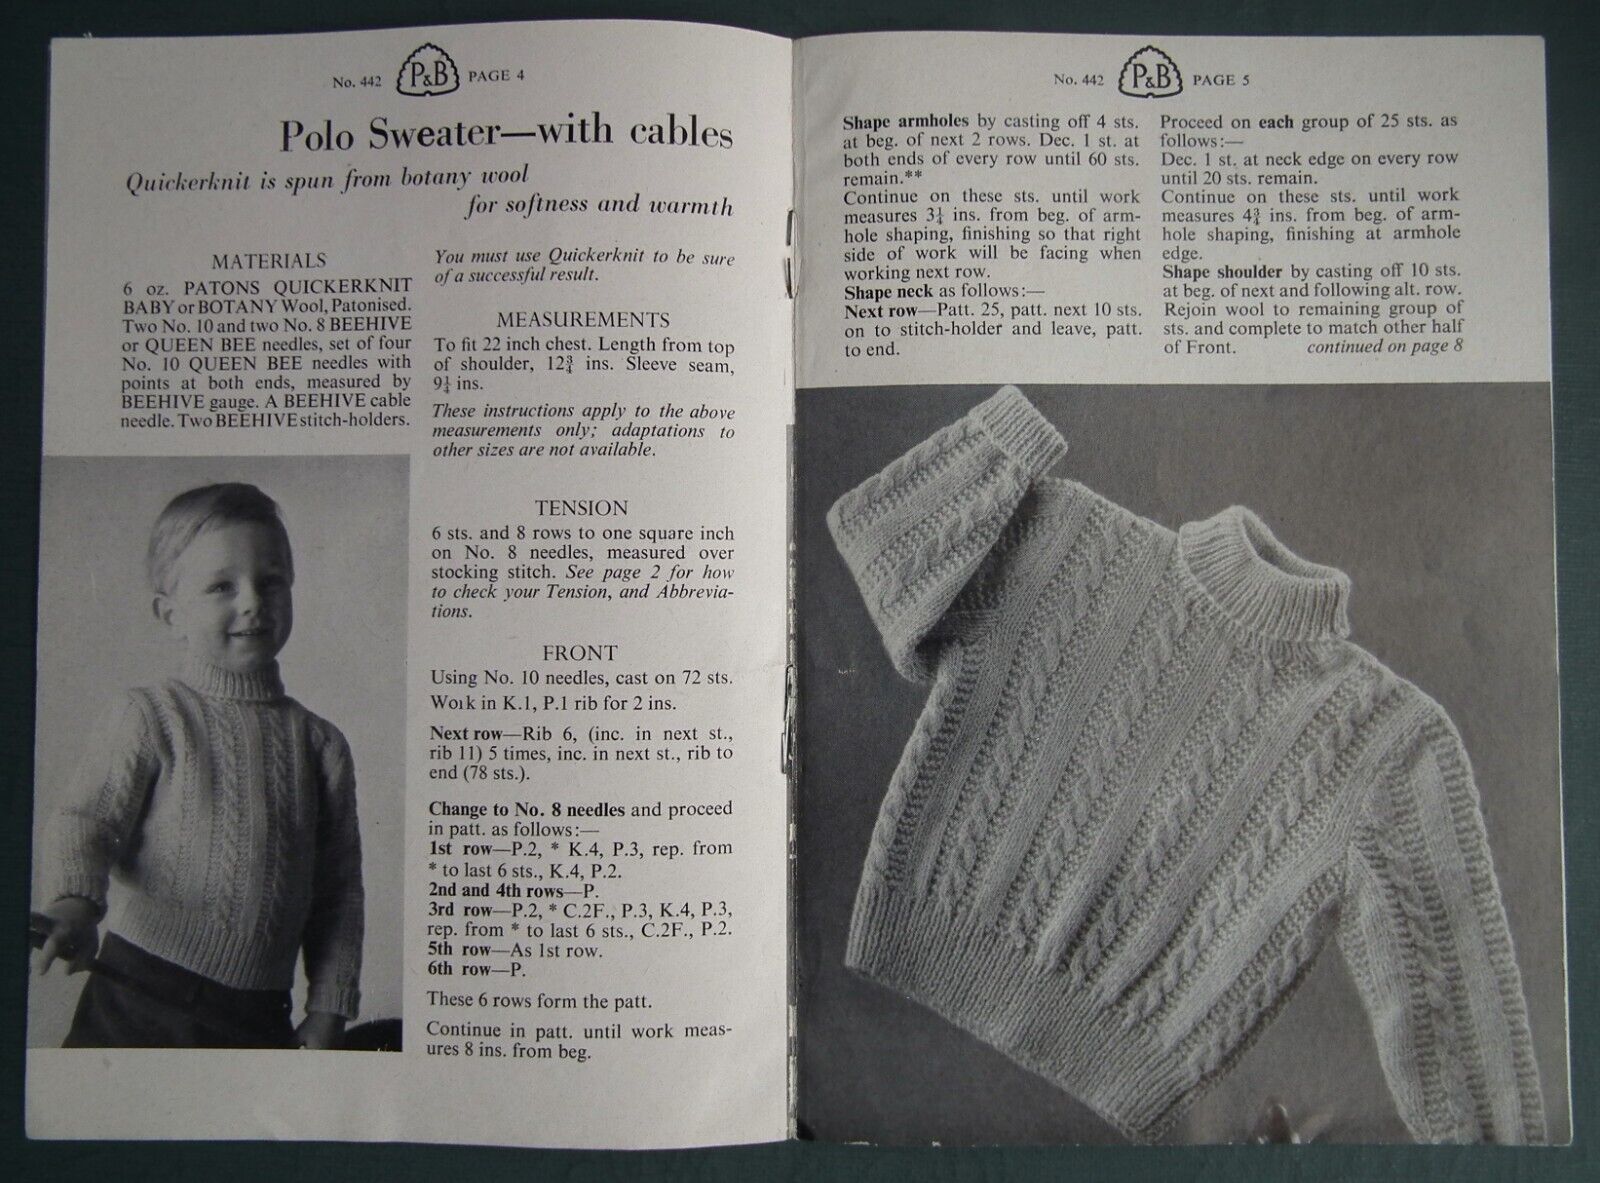 No. 442 P&B PAGE 4
Polo Sweater—with cables
Quickerknit is spun from botany wool
for softness and warmth
MATERIALS
6 oz. PATONS QUICKERKNIT
BABY or BOTANY Wool, Patonised.
Two No. 10 and two No. 8 BEEHIVE
or QUEEN BEE needles, set of four
No. 10 QUEEN BEE needles with
points at both ends, measured by
BEEHIVE gauge. A BEEHIVE cable
needle. Two BEEHIVE stitch-holders.
You must use Quickerknit to be sure
of a successful result.
MEASUREMENTS
To fit 22 inch chest. Length from top
of shoulder, 12¾ ins. Sleeve seam,
9½ ins.
These instructions apply to the above
measurements only; adaptations to
other sizes are not available.
TENSION
6 sts. and 8 rows to one square inch
on No. 8 needles, measured over
stocking stitch. See page 2 for how
to check your Tension, and Abbrevia-
tions.
FRONT
Using No. 10 needles, cast on 72 sts.
Work in K.1, P.1 rib for 2 ins.
Next row—Rib 6, (inc. in next st.,
rib 11) 5 times, inc. in next st., rib to
end (78 sts.).
Change to No. 8 needles and proceed
in patt. as follows:—
1st row—P.2, * K.4, P.3, rep. from
* to last 6 sts., K.4, P.2.
2nd and 4th rows—P.
3rd row—P.2, * C.2F., P.3, K.4, P.3,
rep. from * to last 6 sts., C.2F., P.2.
5th row—As 1st row.
6th row—P.
These 6 rows form the patt.
Continue in patt. until work meas-
ures 8 ins. from beg.
No. 442 P&B PAGE 5
Shape armholes by casting off 4 sts.
at beg. of next 2 rows. Dec. 1 st. at
both ends of every row until 60 sts.
remain.**
Continue on these sts. until work
measures 3¼ ins. from beg. of arm-
hole shaping, finishing so that right
side of work will be facing when
working next row.
Shape neck as follows:—
Next row—Patt. 25, patt. next 10 sts.
on to stitch-holder and leave, patt.
to end.
Proceed on each group of 25 sts. as
follows:—
Dec. 1 st. at neck edge on every row
until 20 sts. remain.
Continue on these sts. until work
measures 4¾ ins. from beg. of arm-
hole shaping, finishing at armhole
edge.
Shape shoulder by casting off 10 sts.
at beg. of next and following alt. row.
Rejoin wool to remaining group of
sts. and complete to match other half
of Front. continued on page 8